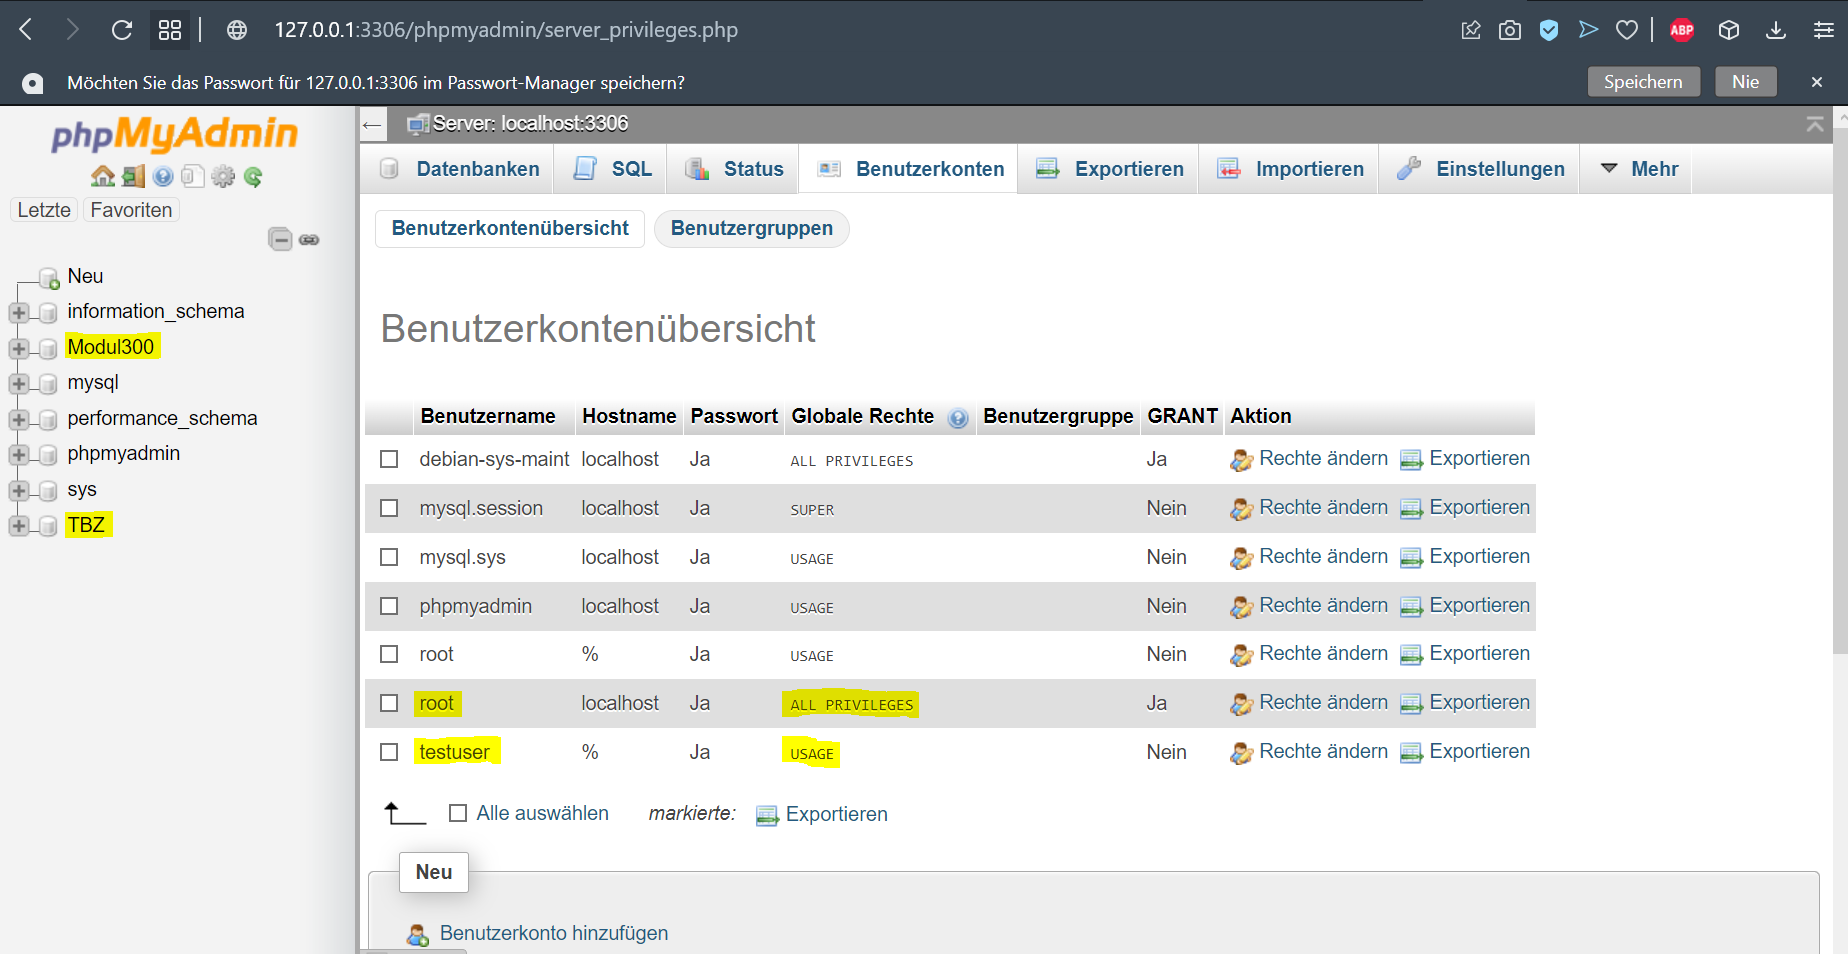 127.0.0.1:3306/phpmyadmin/server_privileges.php
ABP
Möchten Sie das Passwort für 127.0.0.1:3306 im Passwort-Manager speichern?
Speichern
Nie
phpMyAdmin
Letzte
Favoriten
Neu
information_schema
Modul300
mysql
performance_schema
phpmyadmin
sys
TBZ
Server: localhost:3306
Datenbanken
SQL
Status
Benutzerkonten
Exportieren
Importieren
Einstellungen
Mehr
Benutzerkontenübersicht
Benutzergruppen
Benutzerkontenübersicht
Benutzername Hostname Passwort Globale Rechte Benutzergruppe GRANT Aktion
debian-sys-maint localhost Ja ALL PRIVILEGES Ja Rechte ändern Exportieren
mysql.session localhost Ja SUPER Nein Rechte ändern Exportieren
mysql.sys localhost Ja USAGE Nein Rechte ändern Exportieren
phpmyadmin localhost Ja USAGE Nein Rechte ändern Exportieren
root % Ja USAGE Nein Rechte ändern Exportieren
root localhost Ja ALL PRIVILEGES Ja Rechte ändern Exportieren
testuser % Ja USAGE Nein Rechte ändern Exportieren
Alle auswählen markierte: Exportieren
Neu
Benutzerkonto hinzufügen